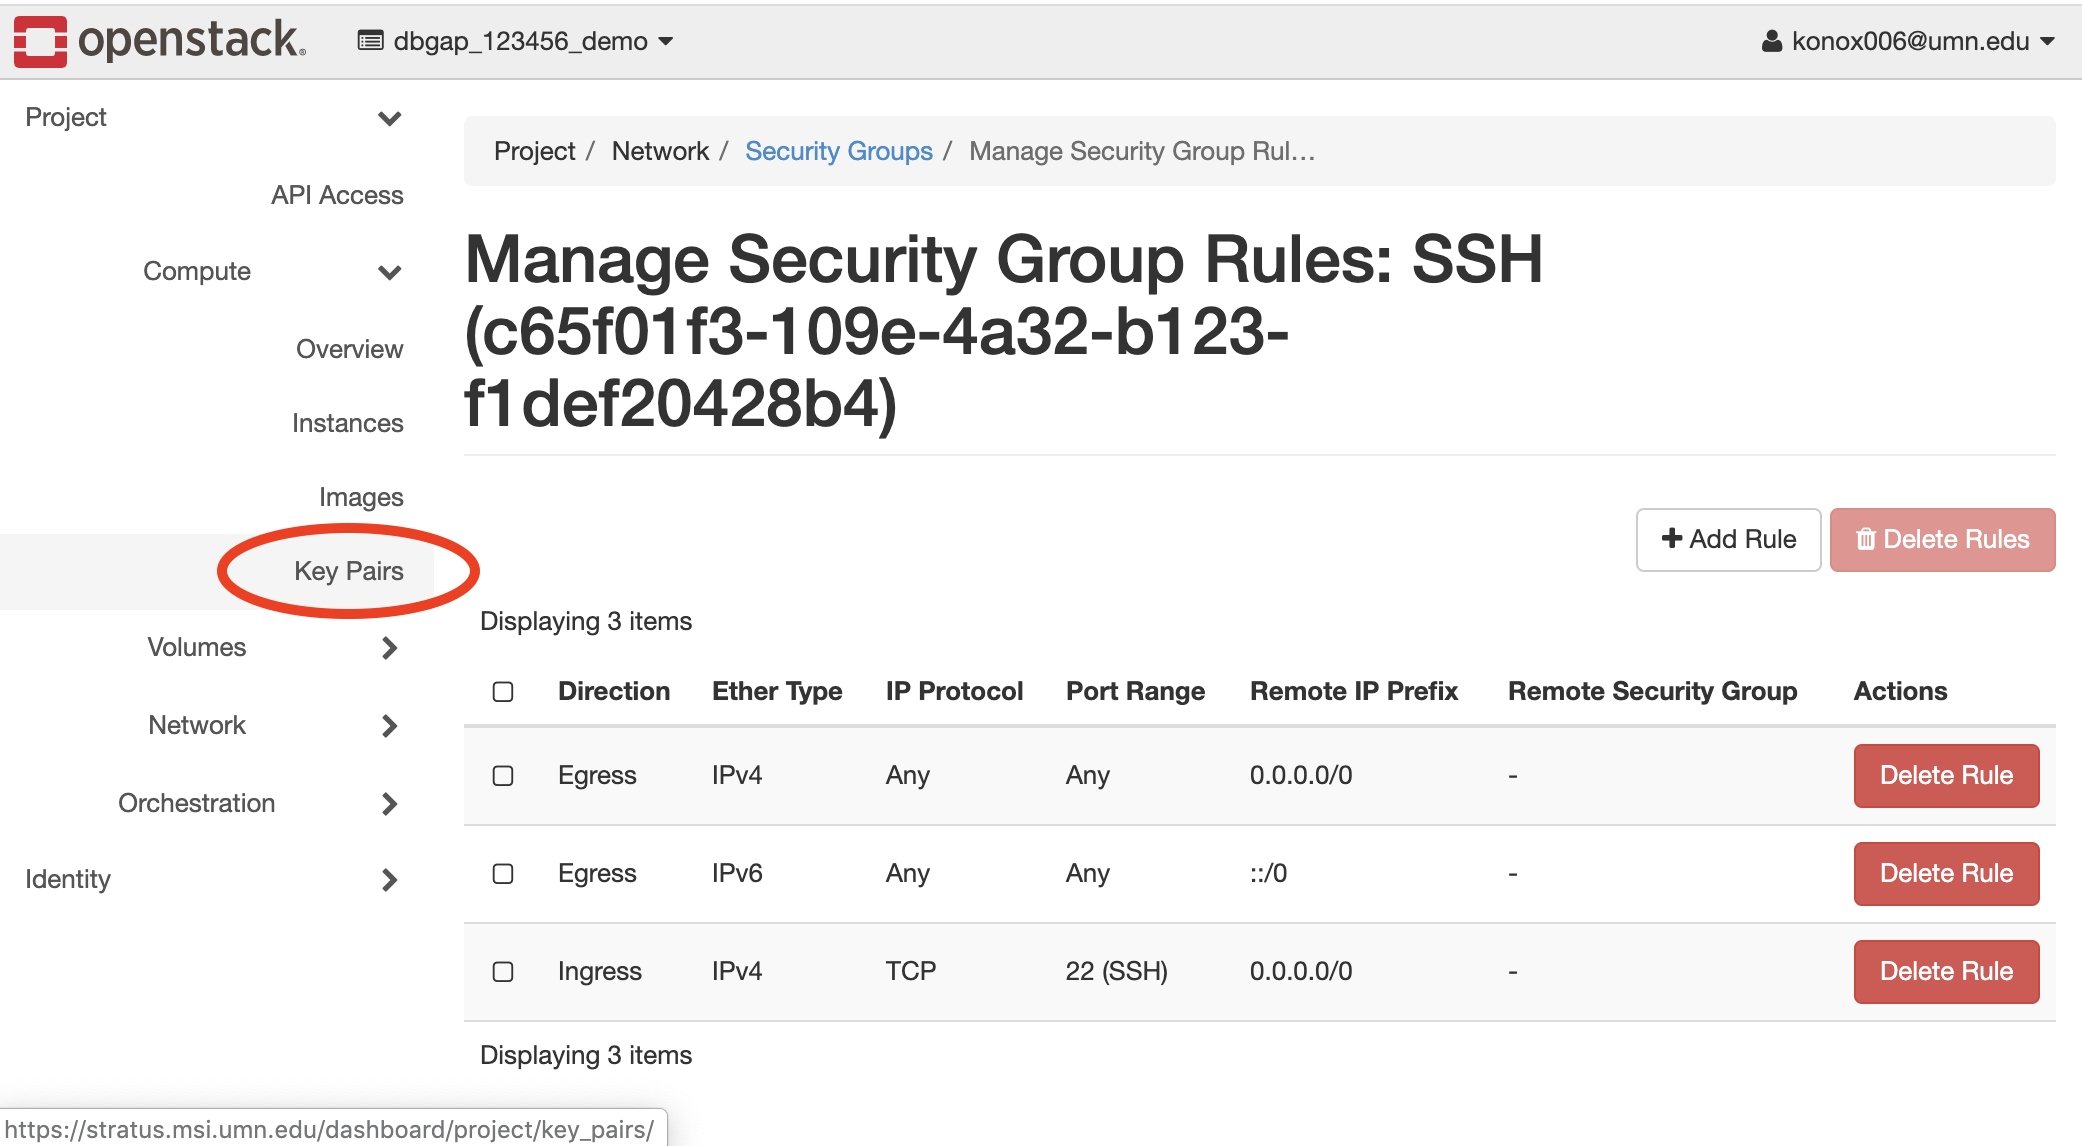 openstack.
dbgap_123456_demo
konox006@umn.edu
Project
API Access
Compute
Overview
Instances
Images
Key Pairs
Volumes
Network
Orchestration
Identity
Project / Network / Security Groups / Manage Security Group Rul…
Manage Security Group Rules: SSH
(c65f01f3-109e-4a32-b123-
f1def20428b4)
Add Rule
Delete Rules
Displaying 3 items
Direction Ether Type IP Protocol Port Range Remote IP Prefix Remote Security Group Actions
Egress IPv4 Any Any 0.0.0.0/0 - Delete Rule
Egress IPv6 Any Any ::/0 - Delete Rule
Ingress IPv4 TCP 22 (SSH) 0.0.0.0/0 - Delete Rule
Displaying 3 items
https://stratus.msi.umn.edu/dashboard/project/key_pairs/